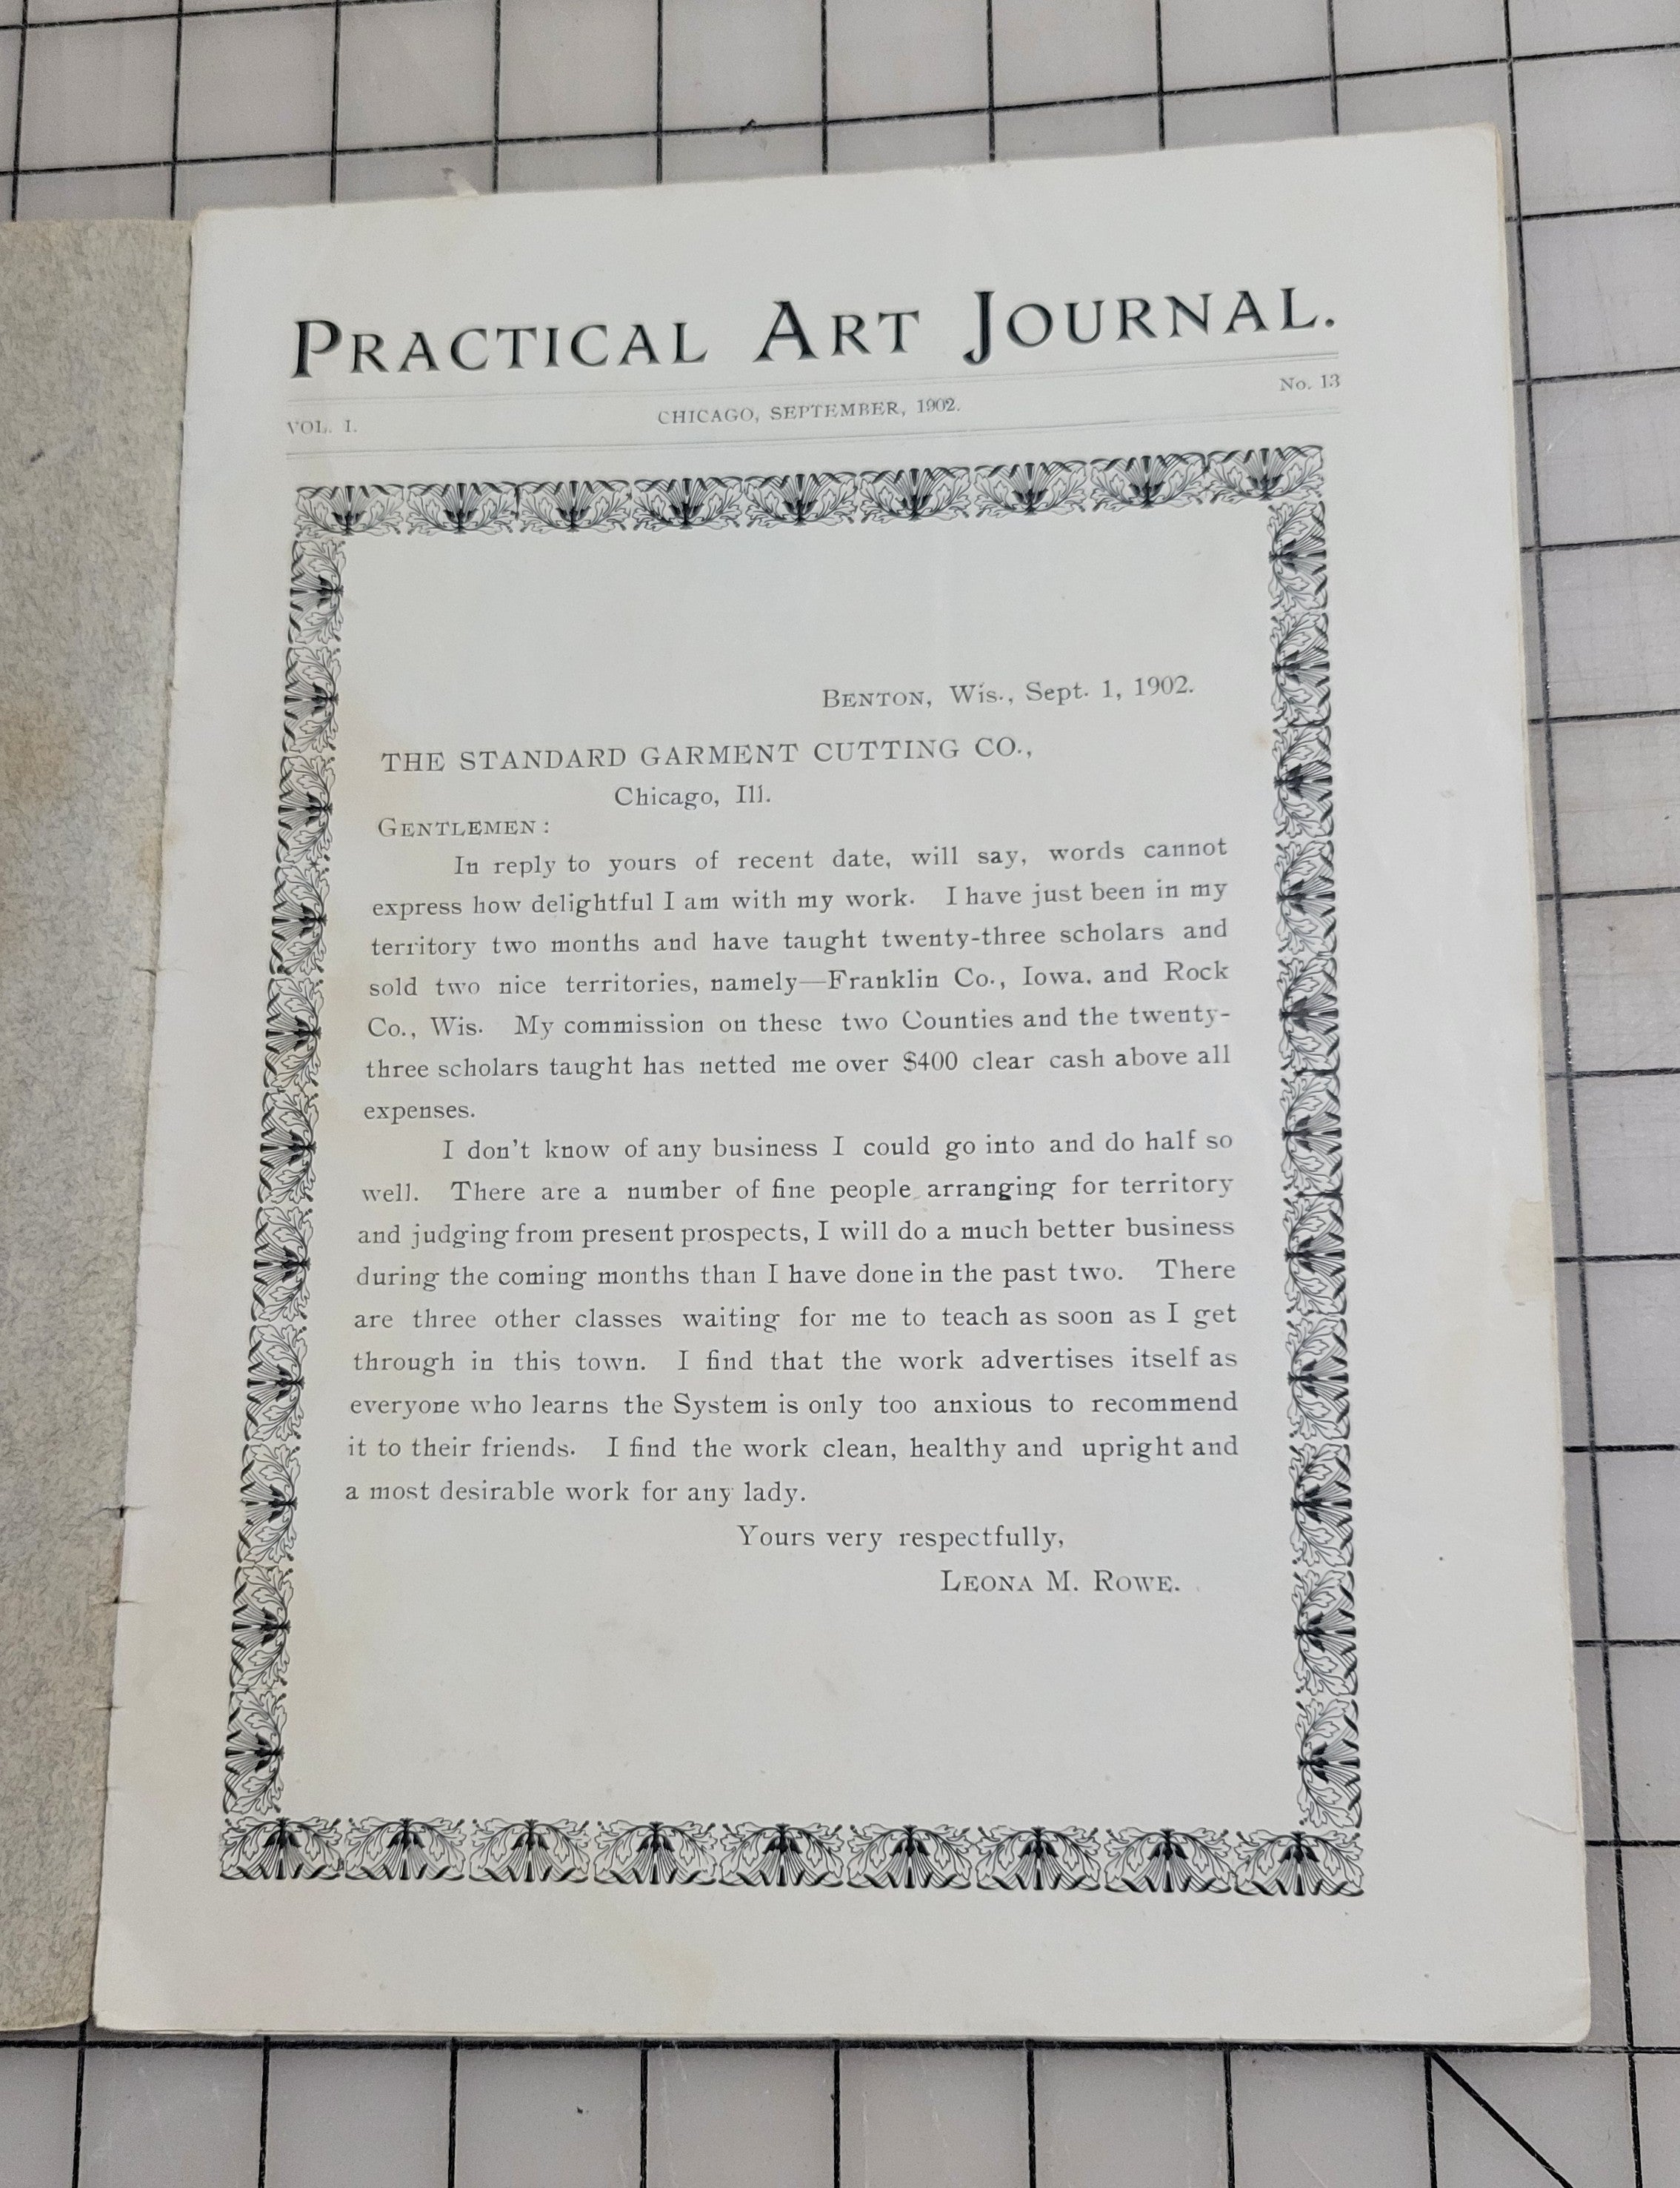 PRACTICAL ART JOURNAL.
VOL. I. CHICAGO, SEPTEMBER, 1902. No. 13
BENTON, Wis., Sept. 1, 1902.
THE STANDARD GARMENT CUTTING CO.,
Chicago, Ill.
GENTLEMEN:
In reply to yours of recent date, will say, words cannot
express how delightful I am with my work. I have just been in my
territory two months and have taught twenty-three scholars and
sold two nice territories, namely—Franklin Co., Iowa, and Rock
Co., Wis. My commission on these two Counties and the twenty-
three scholars taught has netted me over $400 clear cash above all
expenses.
I don't know of any business I could go into and do half so
well. There are a number of fine people arranging for territory
and judging from present prospects, I will do a much better business
during the coming months than I have done in the past two. There
are three other classes waiting for me to teach as soon as I get
through in this town. I find that the work advertises itself as
everyone who learns the System is only too anxious to recommend
it to their friends. I find the work clean, healthy and upright and
a most desirable work for any lady.
Yours very respectfully,
LEONA M. ROWE.